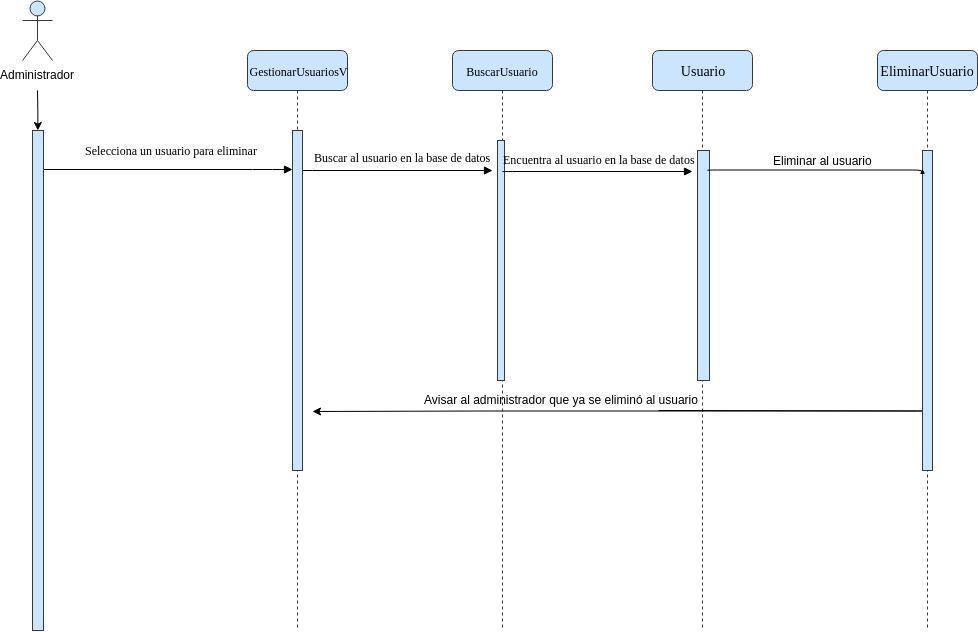 Administrador
GestionarUsuariosV
BuscarUsuario
Usuario
EliminarUsuario
Selecciona un usuario para eliminar
Buscar al usuario en la base de datos
Encuentra al usuario en la base de datos
Eliminar al usuario
Avisar al administrador que ya se eliminó al usuario